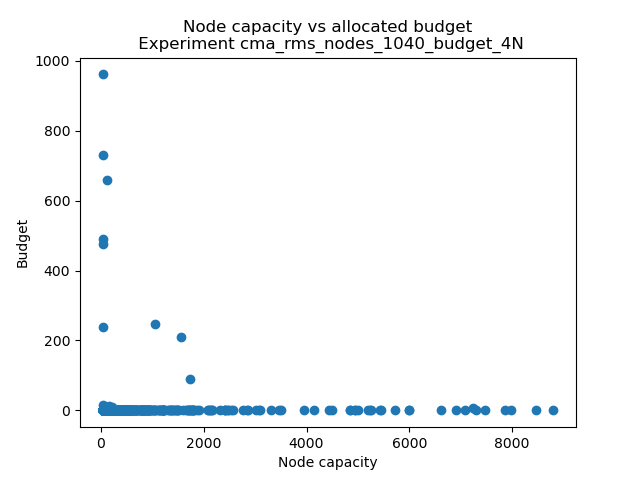 Node capacity vs allocated budget
Experiment cma_rms_nodes_1040_budget_4N
1000
800
600
400
200
0
Budget
0 2000 4000 6000 8000
Node capacity